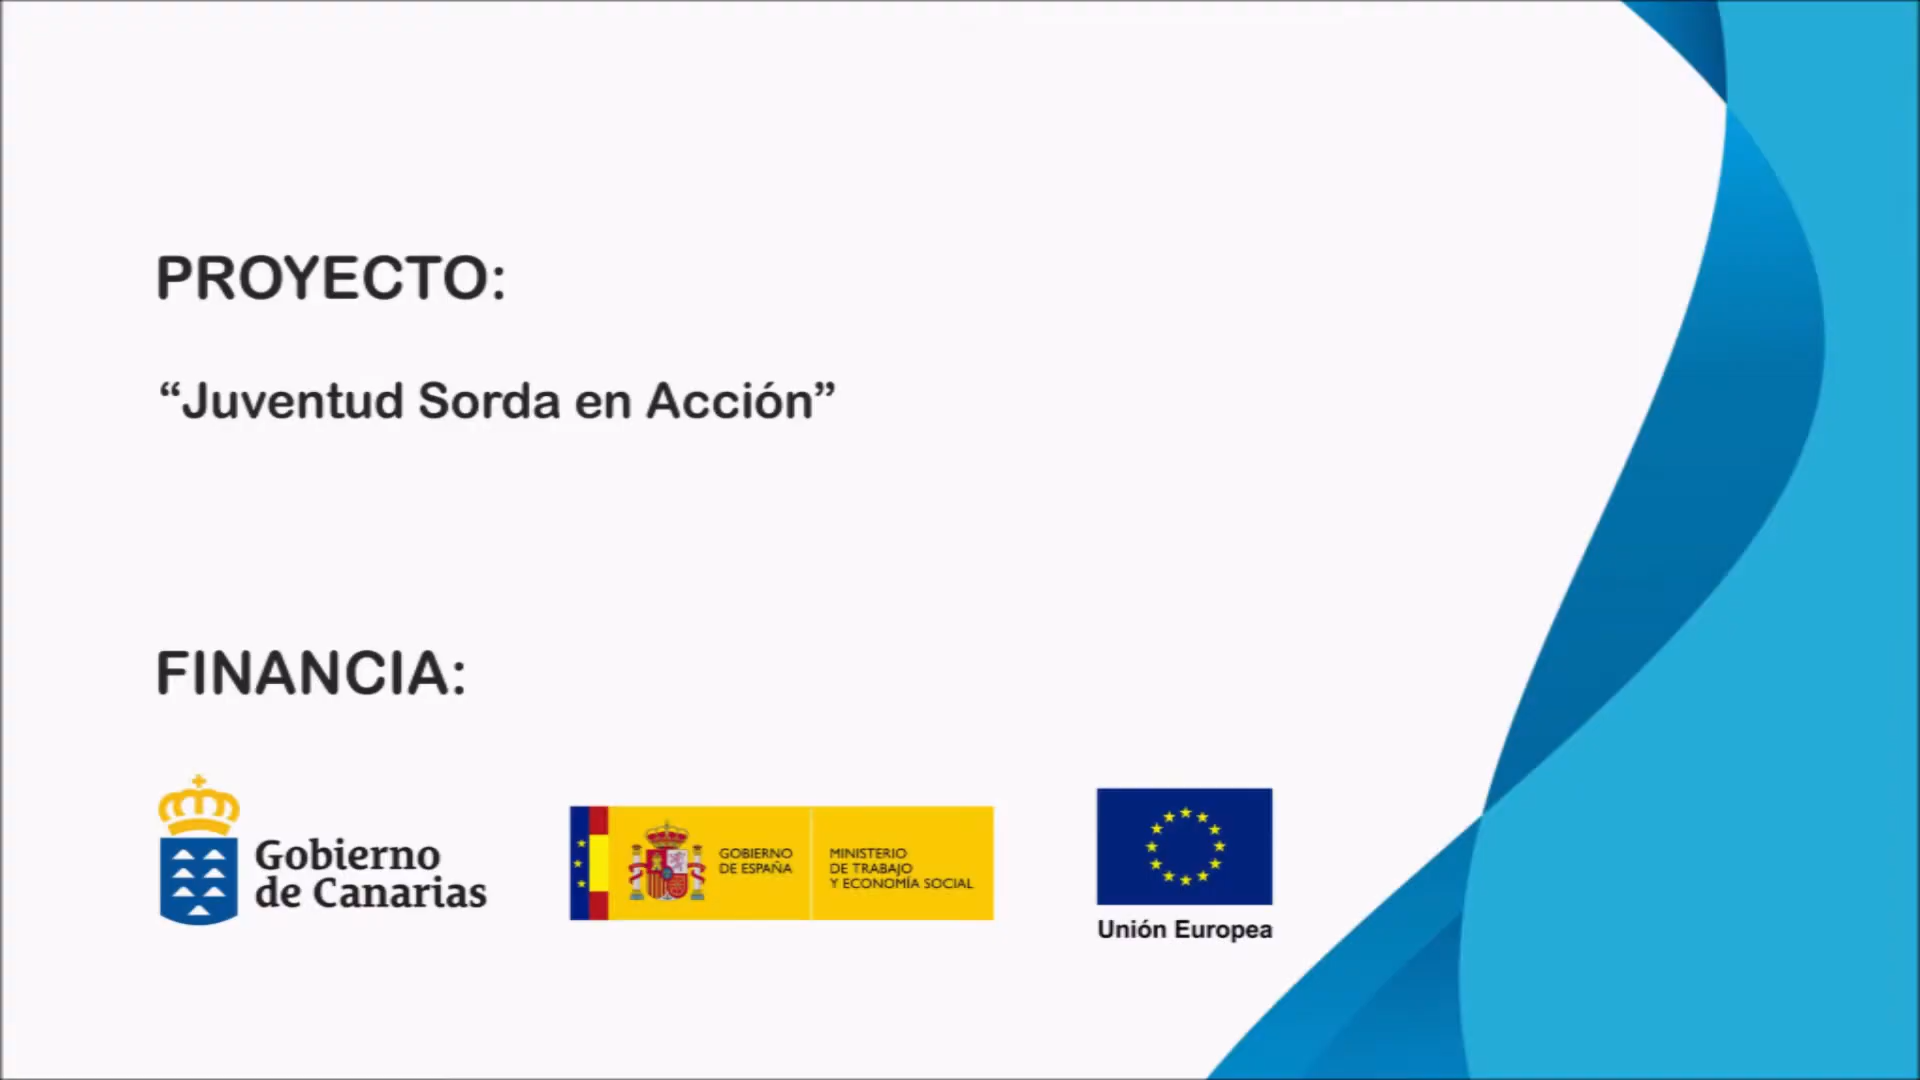 PROYECTO:
“Juventud Sorda en Acción”
FINANCIA:
Gobierno
de Canarias
GOBIERNO
DE ESPAÑA
MINISTERIO
DE TRABAJO
Y ECONOMÍA SOCIAL
Unión Europea